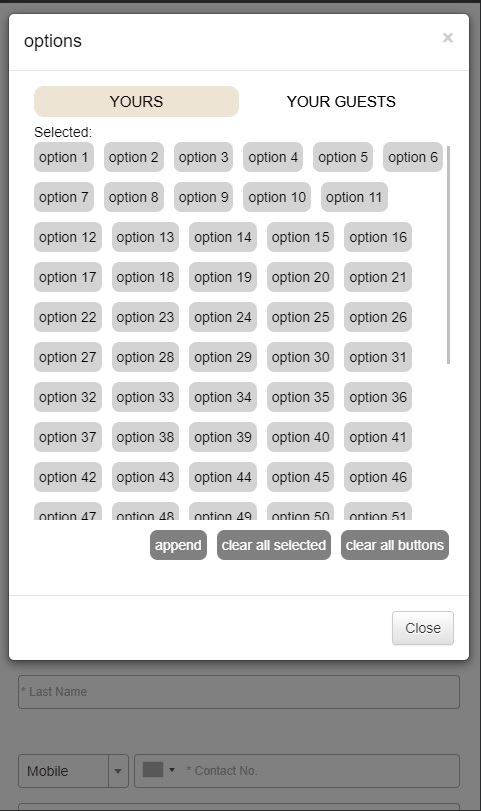 options
×
YOURS YOUR GUESTS
Selected:
option 1 option 2 option 3 option 4 option 5 option 6
option 7 option 8 option 9 option 10 option 11
option 12 option 13 option 14 option 15 option 16
option 17 option 18 option 19 option 20 option 21
option 22 option 23 option 24 option 25 option 26
option 27 option 28 option 29 option 30 option 31
option 32 option 33 option 34 option 35 option 36
option 37 option 38 option 39 option 40 option 41
option 42 option 43 option 44 option 45 option 46
option 47 option 48 option 49 option 50 option 51
append clear all selected clear all buttons
Close
* Last Name
Mobile * Contact No.